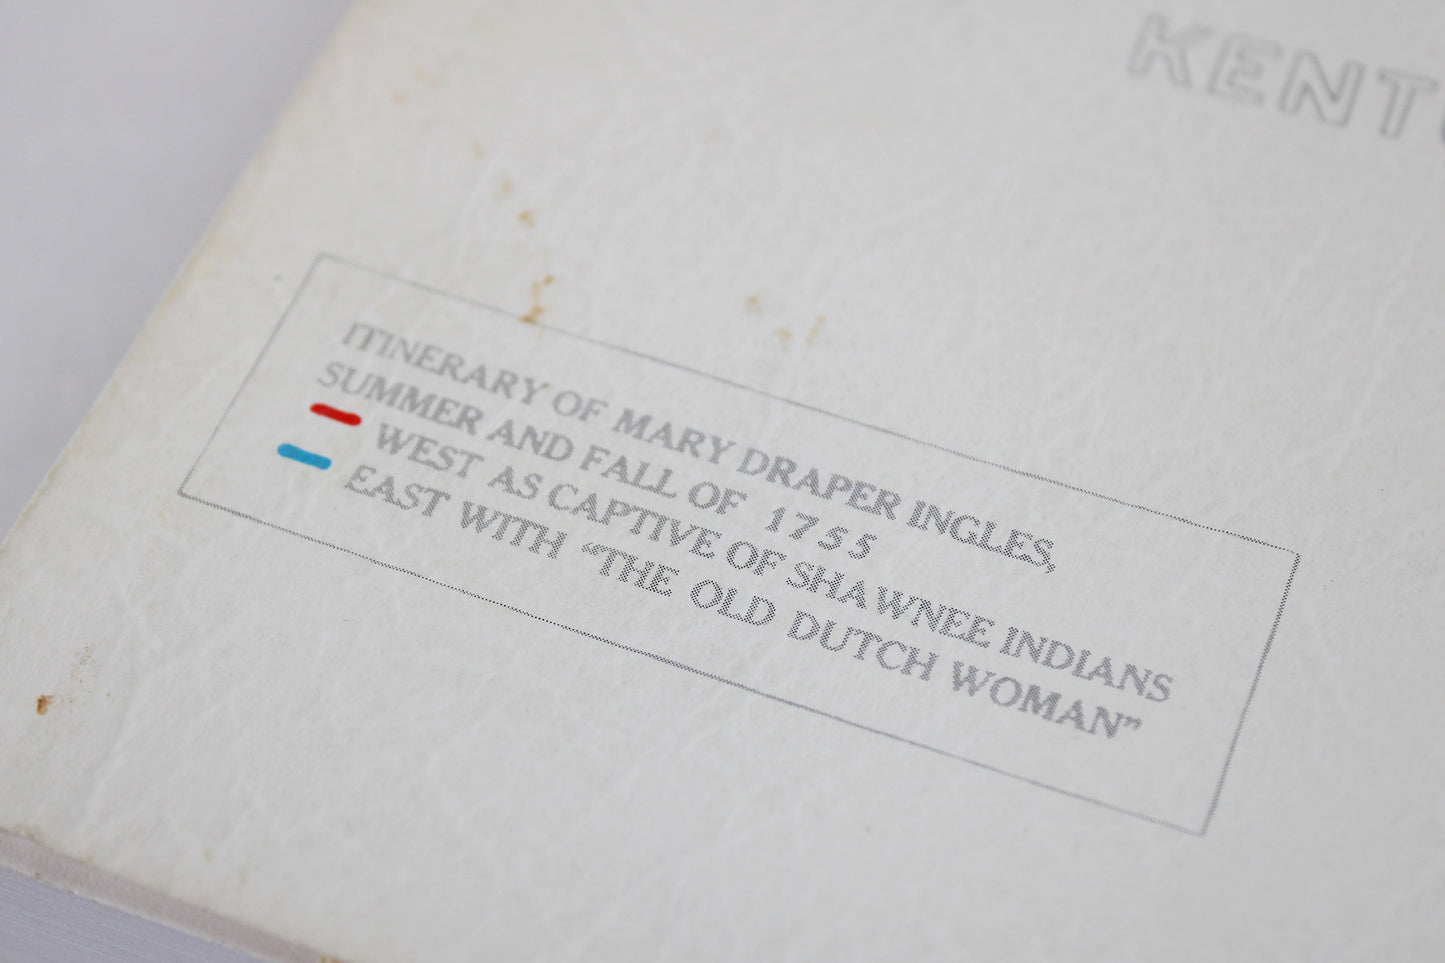 KENT
ITINERARY OF MARY DRAPER INGLES,
SUMMER AND FALL OF 1755
WEST AS CAPTIVE OF SHAWNEE INDIANS
EAST WITH “THE OLD DUTCH WOMAN”